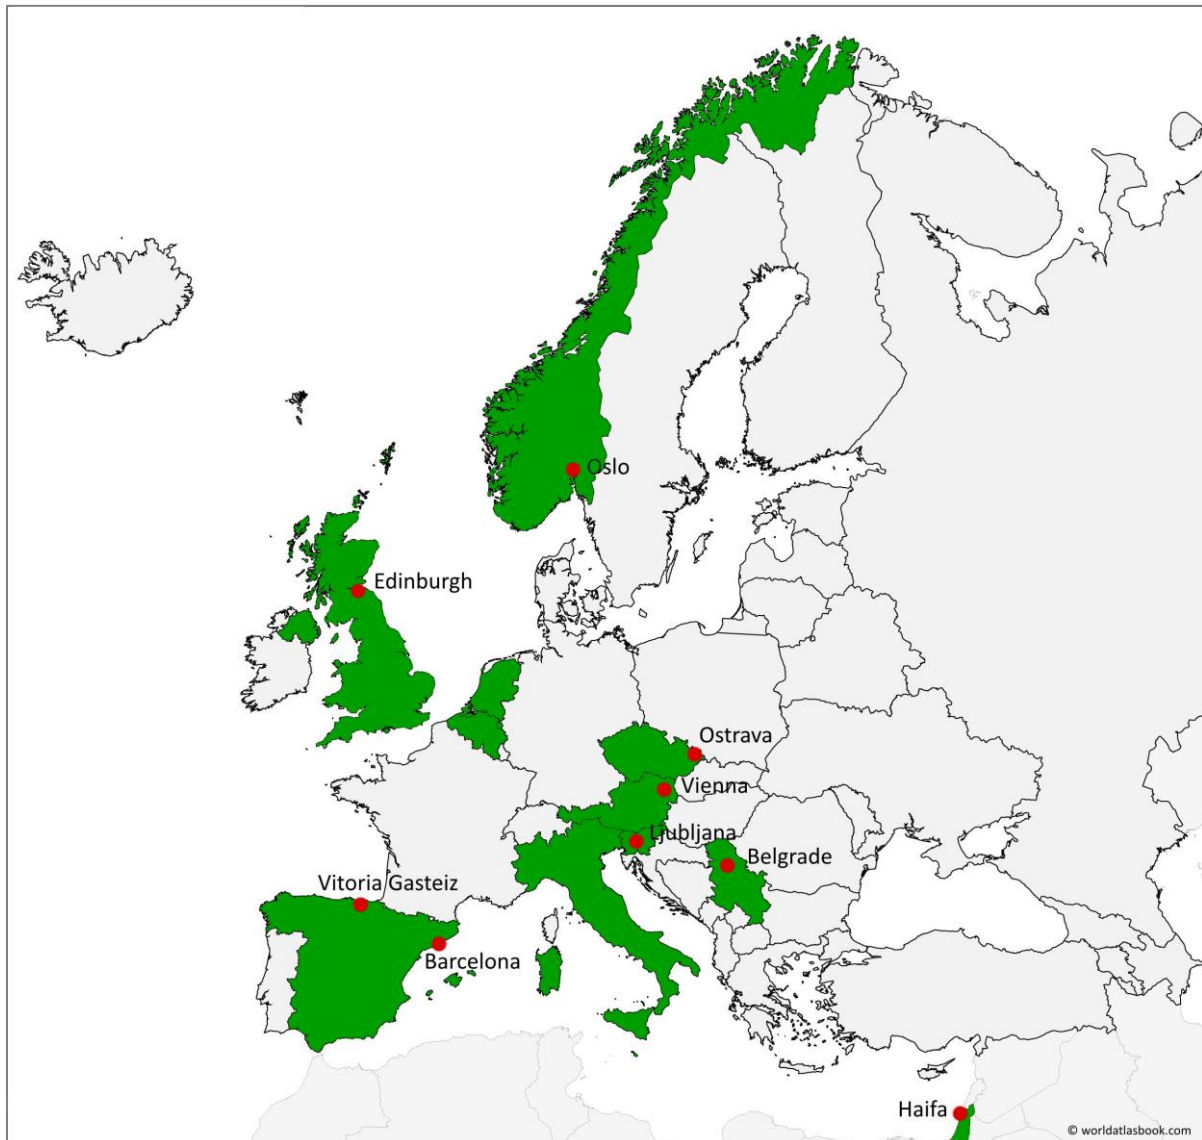 Oslo
Edinburgh
Ostrava
Vienna
Ljubljana
Belgrade
Vitoria Gasteiz
Barcelona
Haifa
© worldatlasbook.com